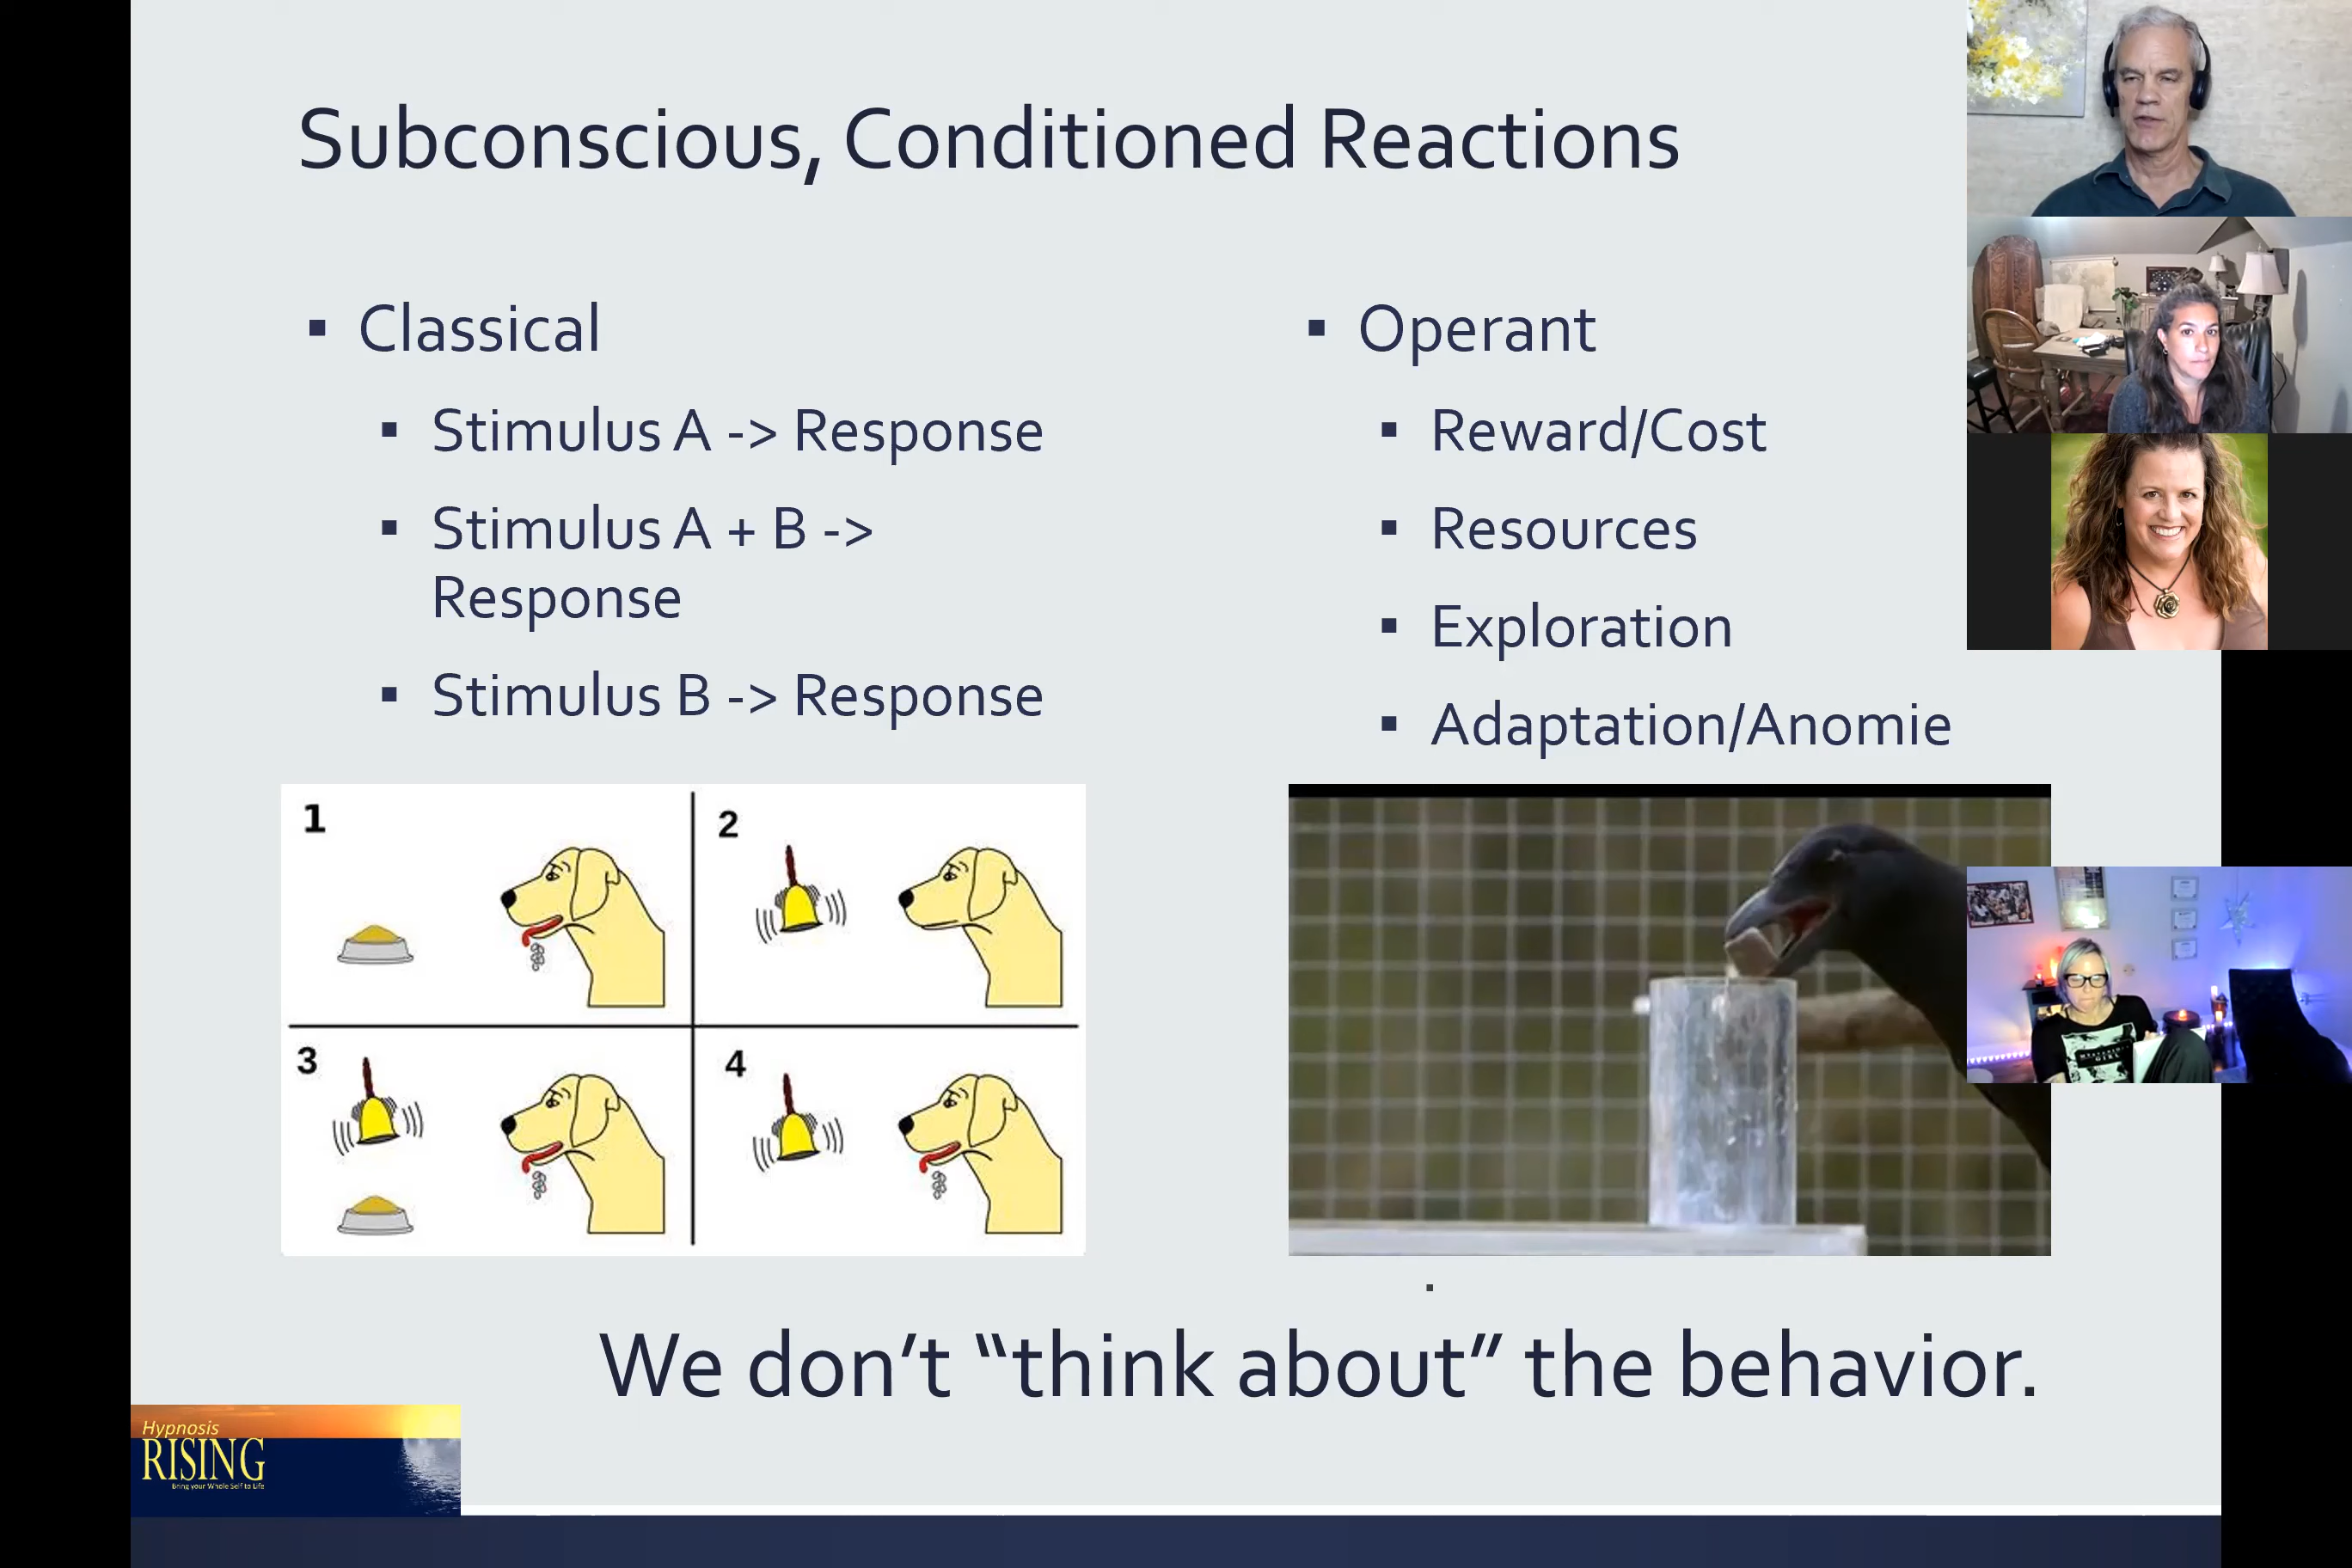 Subconscious, Conditioned Reactions
▪ Classical
▪ Stimulus A -> Response
▪ Stimulus A + B ->
Response
▪ Stimulus B -> Response
▪ Operant
▪ Reward/Cost
▪ Resources
▪ Exploration
▪ Adaptation/Anomie
1
2
3
4
We don’t “think about” the behavior.
Hypnosis
RISING
Bring your Whole Self to Life